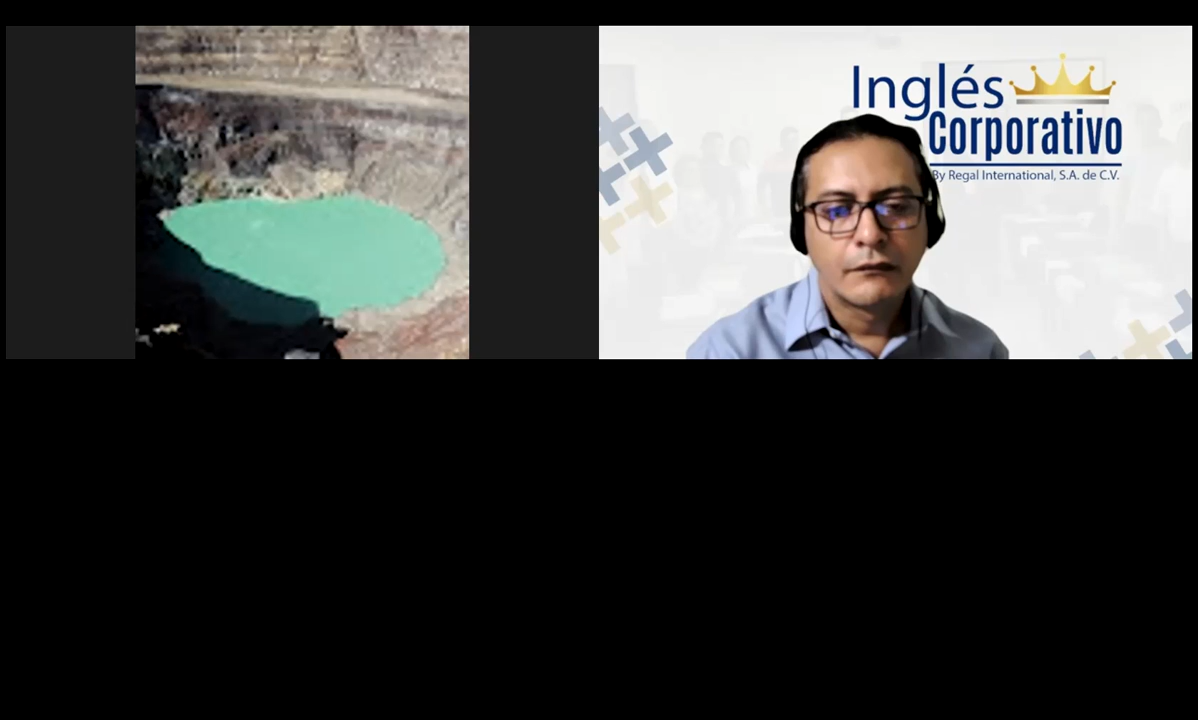 Inglés
Corporativo
By Regal International, S.A. de C.V.